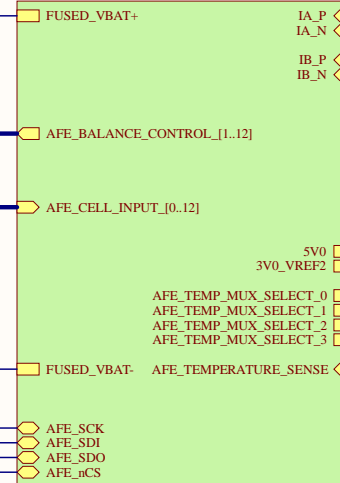 FUSED_VBAT+ IA_P
IA_N
IB_P
IB_N
AFE_BALANCE_CONTROL_[1..12]
AFE_CELL_INPUT_[0..12]
5V0
3V0_VREF2
AFE_TEMP_MUX_SELECT_0
AFE_TEMP_MUX_SELECT_1
AFE_TEMP_MUX_SELECT_2
AFE_TEMP_MUX_SELECT_3
FUSED_VBAT- AFE_TEMPERATURE_SENSE
AFE_SCK
AFE_SDI
AFE_SDO
AFE_nCS